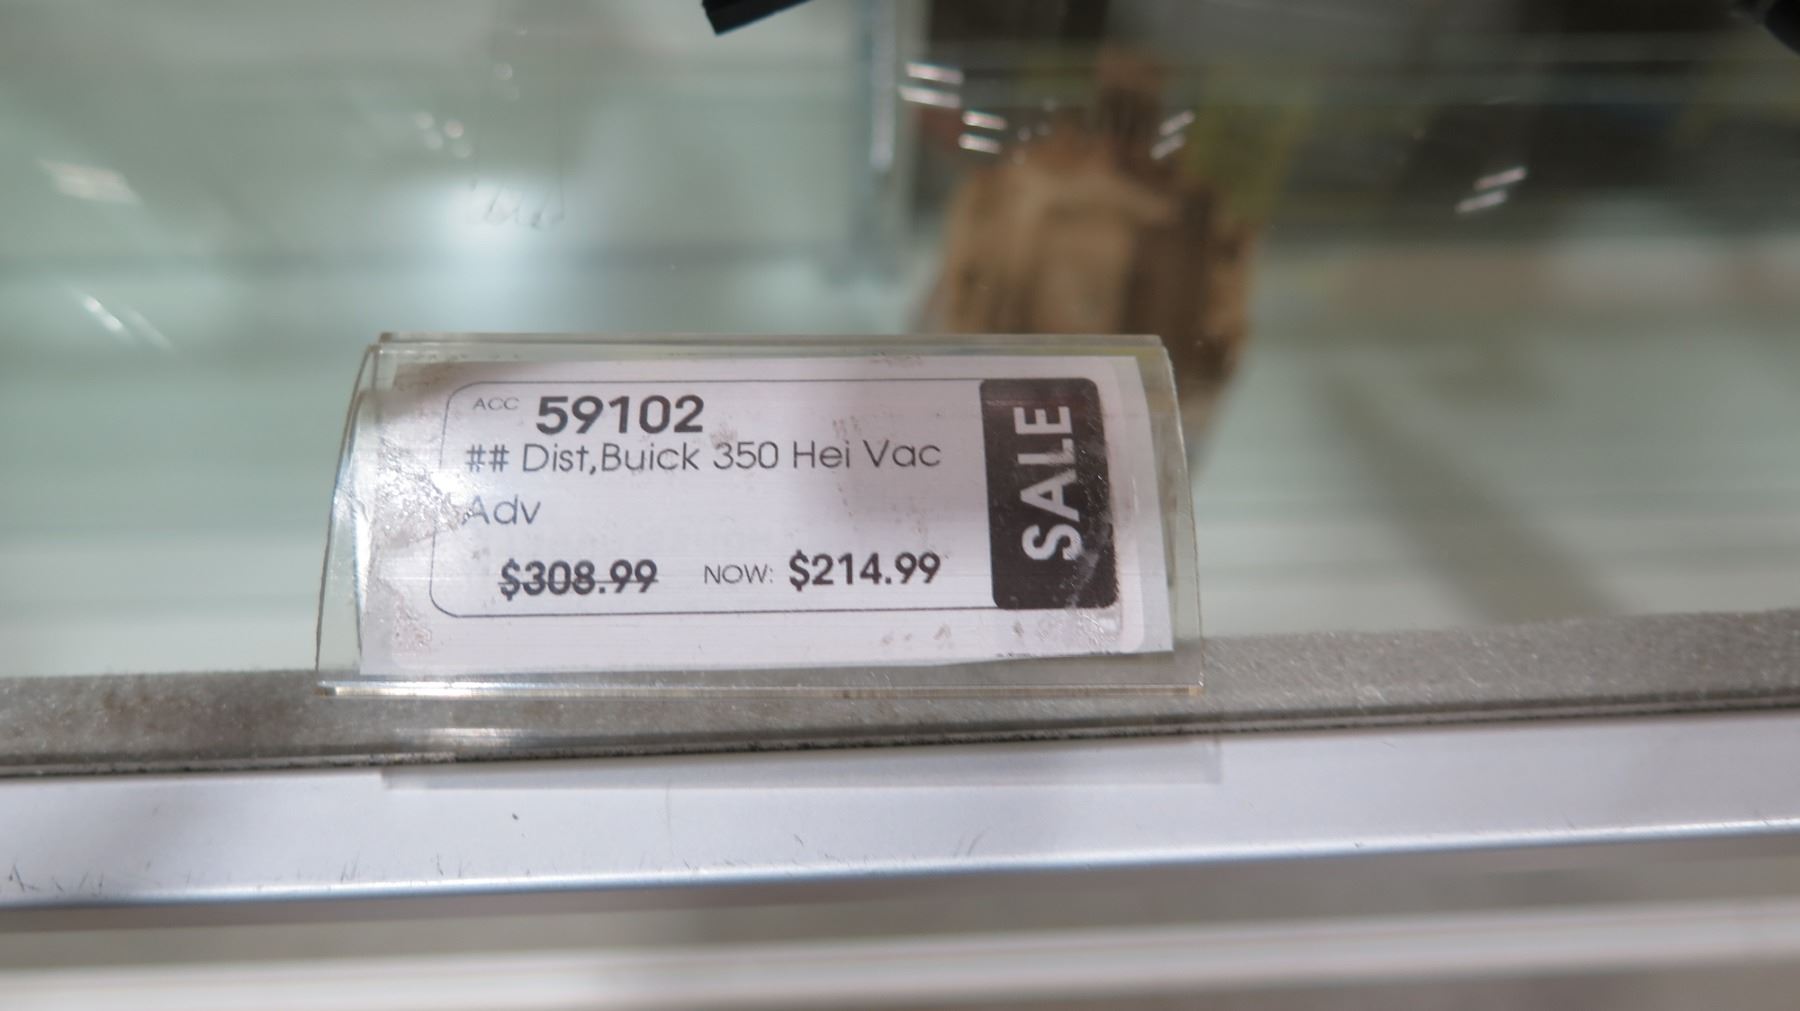 ACC 59102
## Dist,Buick 350 Hei Vac
Adv
$308.99 NOW: $214.99
SALE